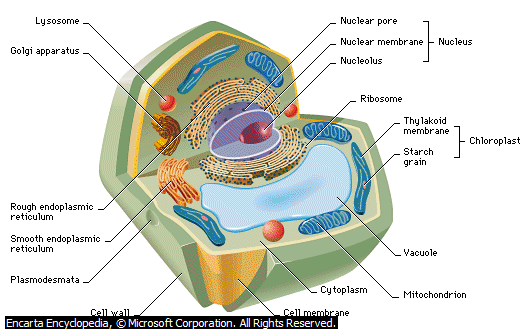 Lysosome
Golgi apparatus
Nuclear pore
Nuclear membrane
Nucleus
Nucleolus
Ribosome
Thylakoid
membrane
Chloroplast
Starch
grain
Rough endoplasmic
reticulum
Smooth endoplasmic
reticulum
Plasmodesmata
Vacuole
Cytoplasm
Mitochondrion
Cell wall
Cell membrane
Encarta Encyclopedia, © Microsoft Corporation. All Rights Reserved.